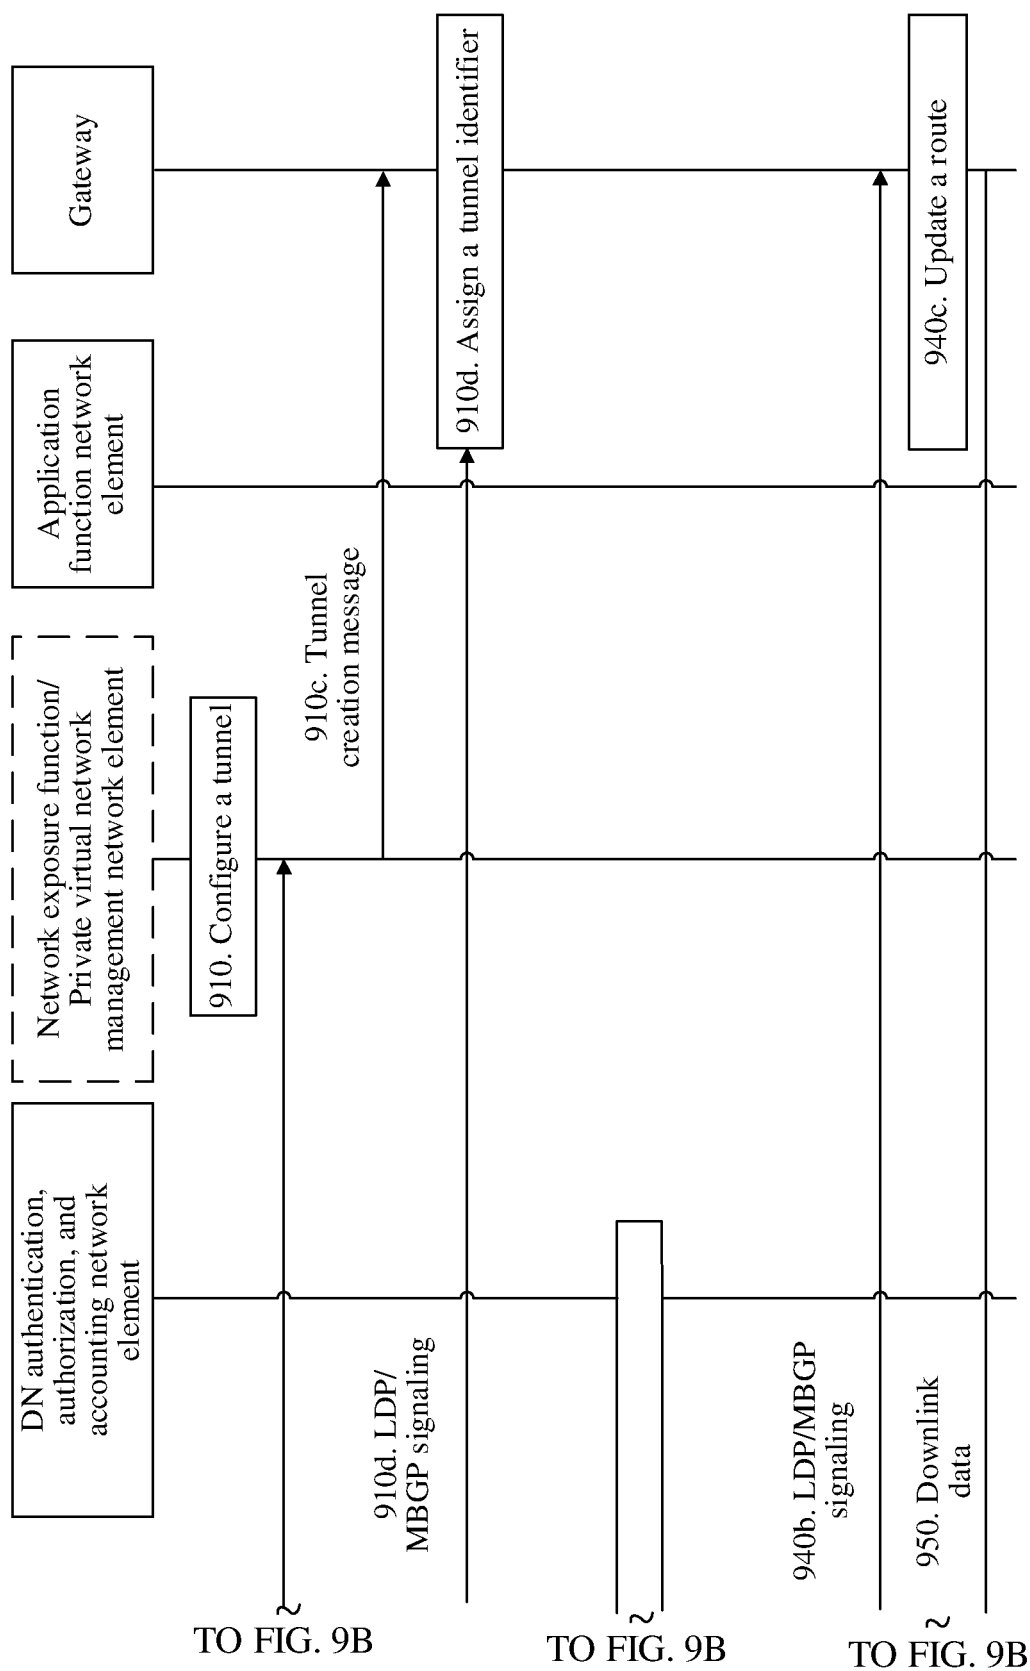 DN authentication,
authorization, and
accounting network
element
Network exposure function/
Private virtual network
management network element
Application
function network
element
Gateway
910. Configure a tunnel
910c. Tunnel
creation message
910d. LDP/
MBGP signaling
910d. Assign a tunnel identifier
940b. LDP/MBGP
signaling
940c. Update a route
950. Downlink
data
TO FIG. 9B
TO FIG. 9B
TO FIG. 9B